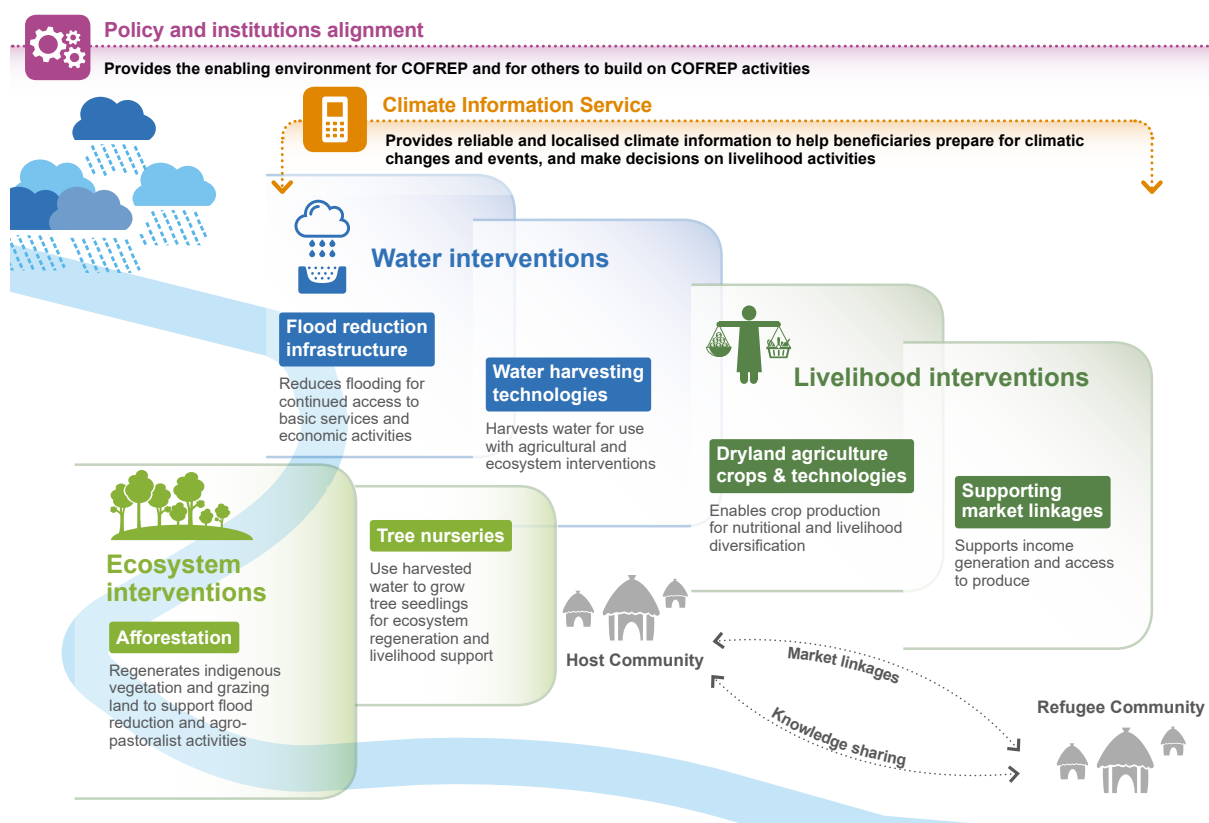 Policy and institutions alignment
Provides the enabling environment for COFREP and for others to build on COFREP activities
Climate Information Service
Provides reliable and localised climate information to help beneficiaries prepare for climatic
changes and events, and make decisions on livelihood activities
Water interventions
Flood reduction
infrastructure
Reduces flooding for
continued access to
basic services and
economic activities
Water harvesting
technologies
Harvests water for use
with agricultural and
ecosystem interventions
Livelihood interventions
Dryland agriculture
crops & technologies
Enables crop production
for nutritional and livelihood
diversification
Supporting
market linkages
Supports income
generation and access
to produce
Ecosystem
interventions
Afforestation
Regenerates indigenous
vegetation and grazing
land to support flood
reduction and agro-
pastoralist activities
Tree nurseries
Use harvested
water to grow
tree seedlings
for ecosystem
regeneration and
livelihood support
Host Community
Market linkages
Knowledge sharing
Refugee Community